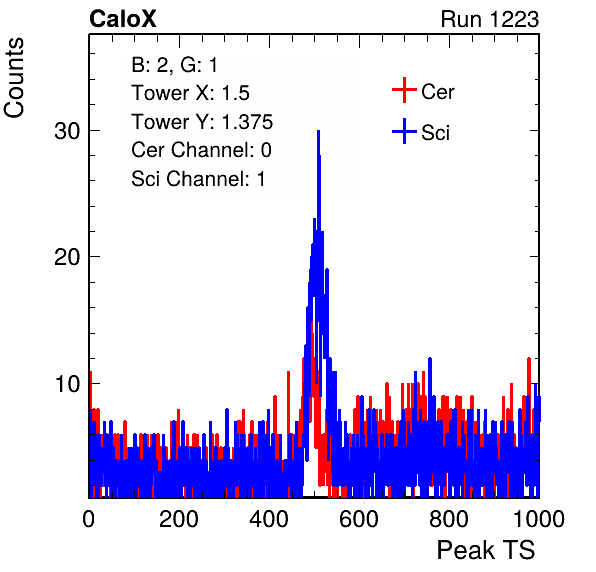 CaloX
Run 1223
Counts
B: 2, G: 1
Tower X: 1.5
Tower Y: 1.375
Cer Channel: 0
Sci Channel: 1
Cer
Sci
30
20
10
0 200 400 600 800 1000
Peak TS